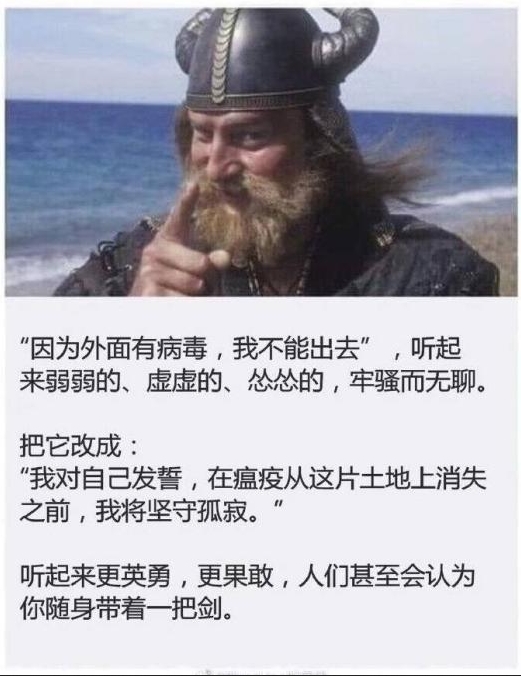 “因为外面有病毒，我不能出去”，听起
来弱弱的、虚虚的、怂怂的，牢骚而无聊。
把它改成：
“我对自己发誓，在瘟疫从这片土地上消失
之前，我将坚守孤寂。”
听起来更英勇，更果敢，人们甚至会认为
你随身带着一把剑。